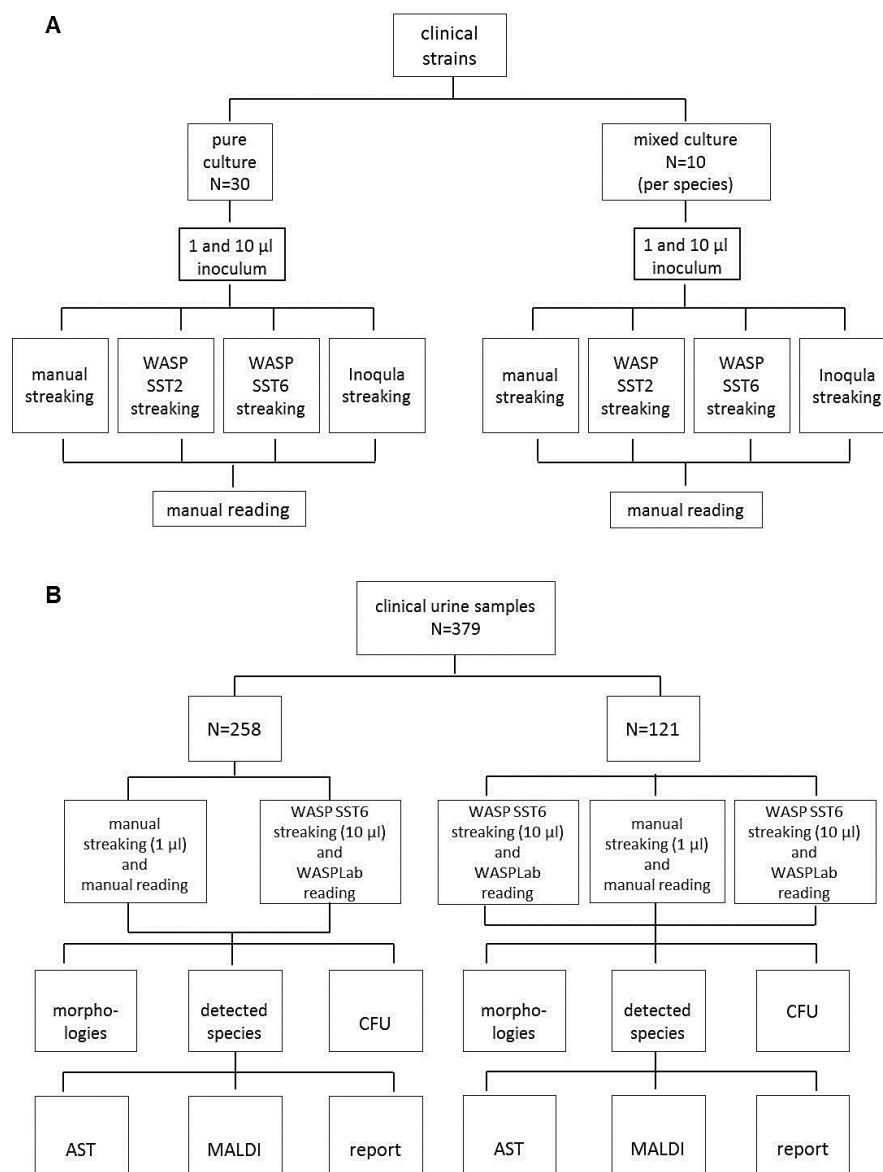 A
clinical
strains
pure
culture
N=30
mixed culture
N=10
(per species)
1 and 10 µl
inoculum
1 and 10 µl
inoculum
manual
streaking
WASP
SST2
streaking
WASP
SST6
streaking
Inoqula
streaking
manual
streaking
WASP
SST2
streaking
WASP
SST6
streaking
Inoqula
streaking
manual reading
manual reading
B
clinical urine samples
N=379
N=258
N=121
manual
streaking (1 µl)
and
manual reading
WASP SST6
streaking (10 µl)
and
WASPLab
reading
WASP SST6
streaking (10 µl)
and
WASPLab
reading
manual
streaking (1 µl)
and
manual reading
WASP SST6
streaking (10 µl)
and
WASPLab
reading
morpho-
logies
detected
species
CFU
morpho-
logies
detected
species
CFU
AST
MALDI
report
AST
MALDI
report